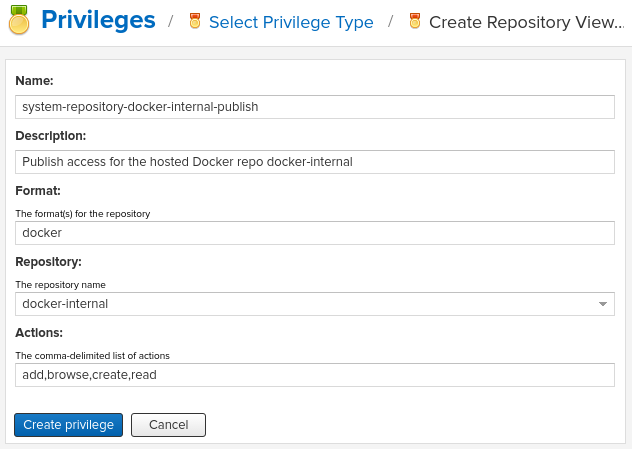 Privileges / Select Privilege Type / Create Repository View...
Name:
system-repository-docker-internal-publish
Description:
Publish access for the hosted Docker repo docker-internal
Format:
The format(s) for the repository
docker
Repository:
The repository name
docker-internal
Actions:
The comma-delimited list of actions
add,browse,create,read
Create privilege Cancel